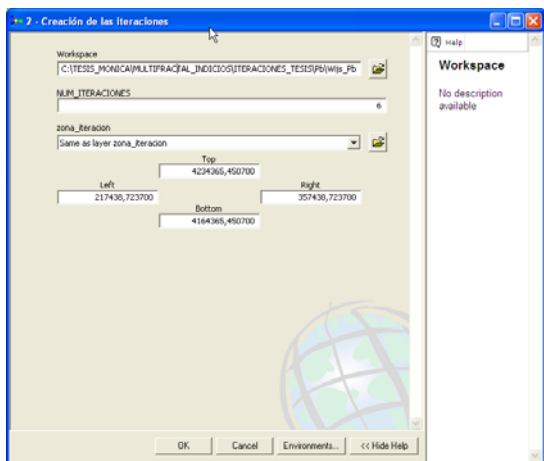 2 - Creación de las iteraciones
Workspace
C:\TESIS_MONICA\MULTIFRACTAL_INDICIOS\ITERACIONES_TESIS\Pb\Wijs_Pb
NUM_ITERACIONES
6
zona_iteracion
Same as layer zona_iteracion
Top
4234365,450700
Left
Right
217438,723700
357438,723700
Bottom
4164365,450700
OK
Cancel
Environments...
<< Hide Help
Help
Workspace
No description
available